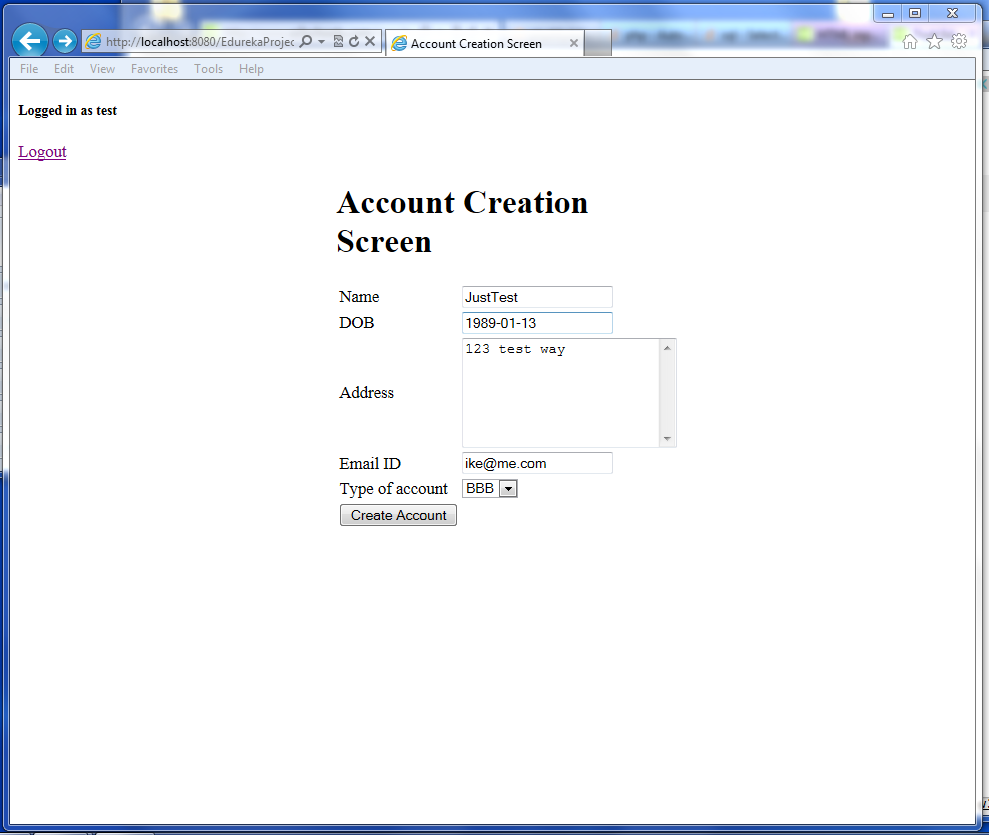 http://localhost:8080/EdurekaProjec
Account Creation Screen
File Edit View Favorites Tools Help
Logged in as test
Logout
Account Creation
Screen
Name JustTest
DOB 1989-01-13
Address 123 test way
Email ID ike@me.com
Type of account BBB
Create Account